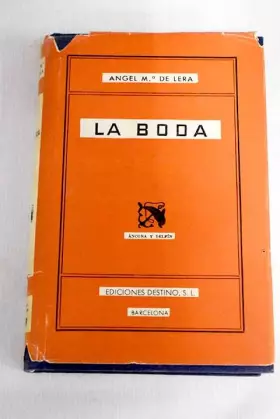 ANGEL M.ª DE LERA
LA BODA
ÁNCORA Y DELFÍN
EDICIONES DESTINO, S. L.
BARCELONA